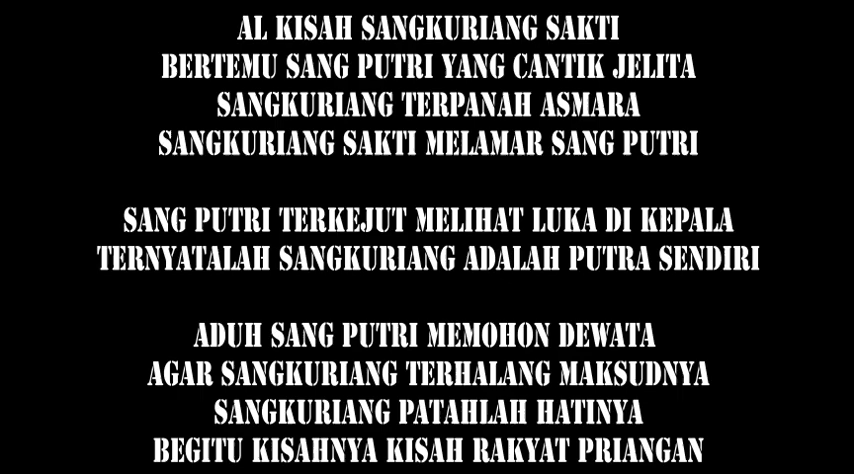 AL KISAH SANGKURIANG SAKTI
BERTEMU SANG PUTRI YANG CANTIK JELITA
SANGKURIANG TERPANAH ASMARA
SANGKURIANG SAKTI MELAMAR SANG PUTRI
SANG PUTRI TERKEJUT MELIHAT LUKA DI KEPALA
TERNYATALAH SANGKURIANG ADALAH PUTRA SENDIRI
ADUH SANG PUTRI MEMOHON DEWATA
AGAR SANGKURIANG TERHALANG MAKSUDNYA
SANGKURIANG PATAHLAH HATINYA
BEGITU KISAHNYA KISAH RAKYAT PRIANGAN